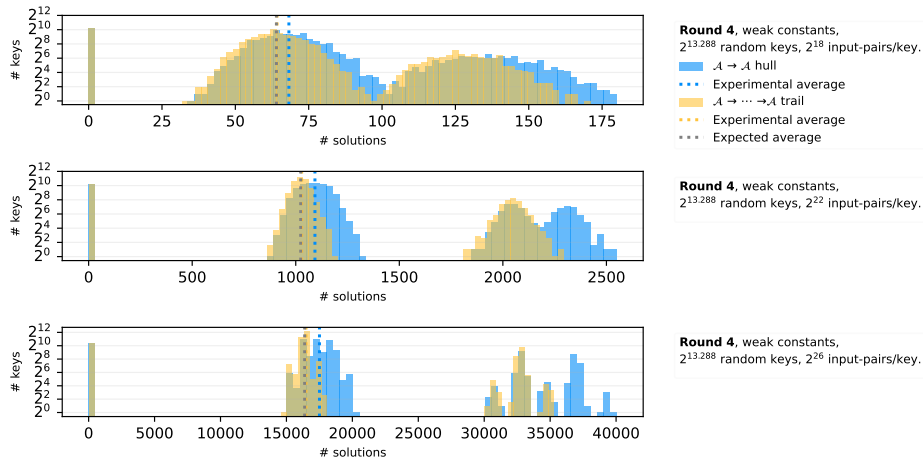 2^12
2^10
2^8
2^6
2^4
2^2
2^0
# keys
0
25
50
75
100
125
150
175
# solutions
Round 4, weak constants,
2^13.288 random keys, 2^18 input-pairs/key.
𝒜 → 𝒜 hull
Experimental average
𝒜 → ⋯ →𝒜 trail
Experimental average
Expected average
2^12
2^10
2^8
2^6
2^4
2^2
2^0
# keys
0
500
1000
1500
2000
2500
# solutions
Round 4, weak constants,
2^13.288 random keys, 2^22 input-pairs/key.
2^12
2^10
2^8
2^6
2^4
2^2
2^0
# keys
0
5000
10000
15000
20000
25000
30000
35000
40000
# solutions
Round 4, weak constants,
2^13.288 random keys, 2^26 input-pairs/key.